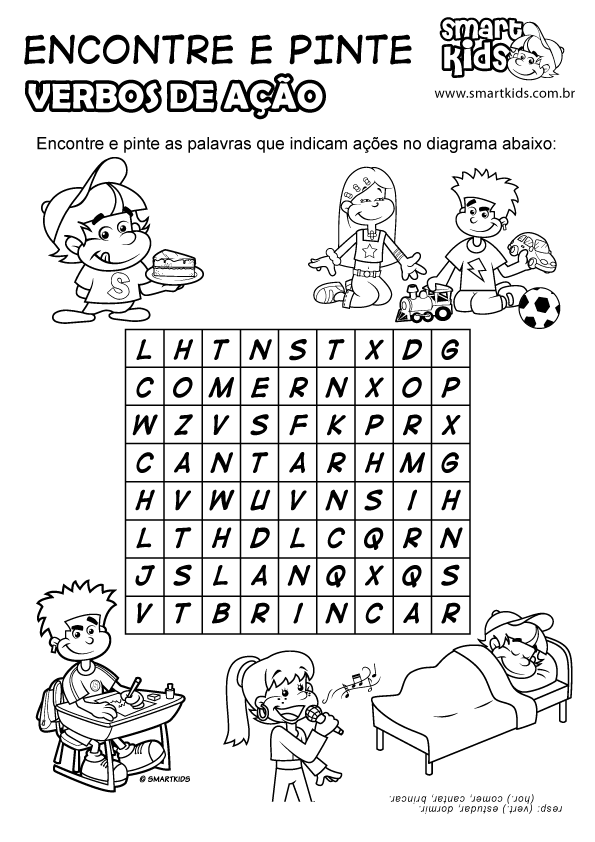 ENCONTRE E PINTE
VERBOS DE AÇÃO
smart
kids
www.smartkids.com.br
Encontre e pinte as palavras que indicam ações no diagrama abaixo:
S
L H T N S T X D G
C O M E R N X O P
W Z V S F K P R X
C A N T A R H M G
H V W U V N S I H
L T H D L C Q R N
J S L A N Q X Q S
V T B R I N C A R
© SMARTKIDS
resp: (vert.) estudar, dormir.
(hor.) comer, cantar, brincar.